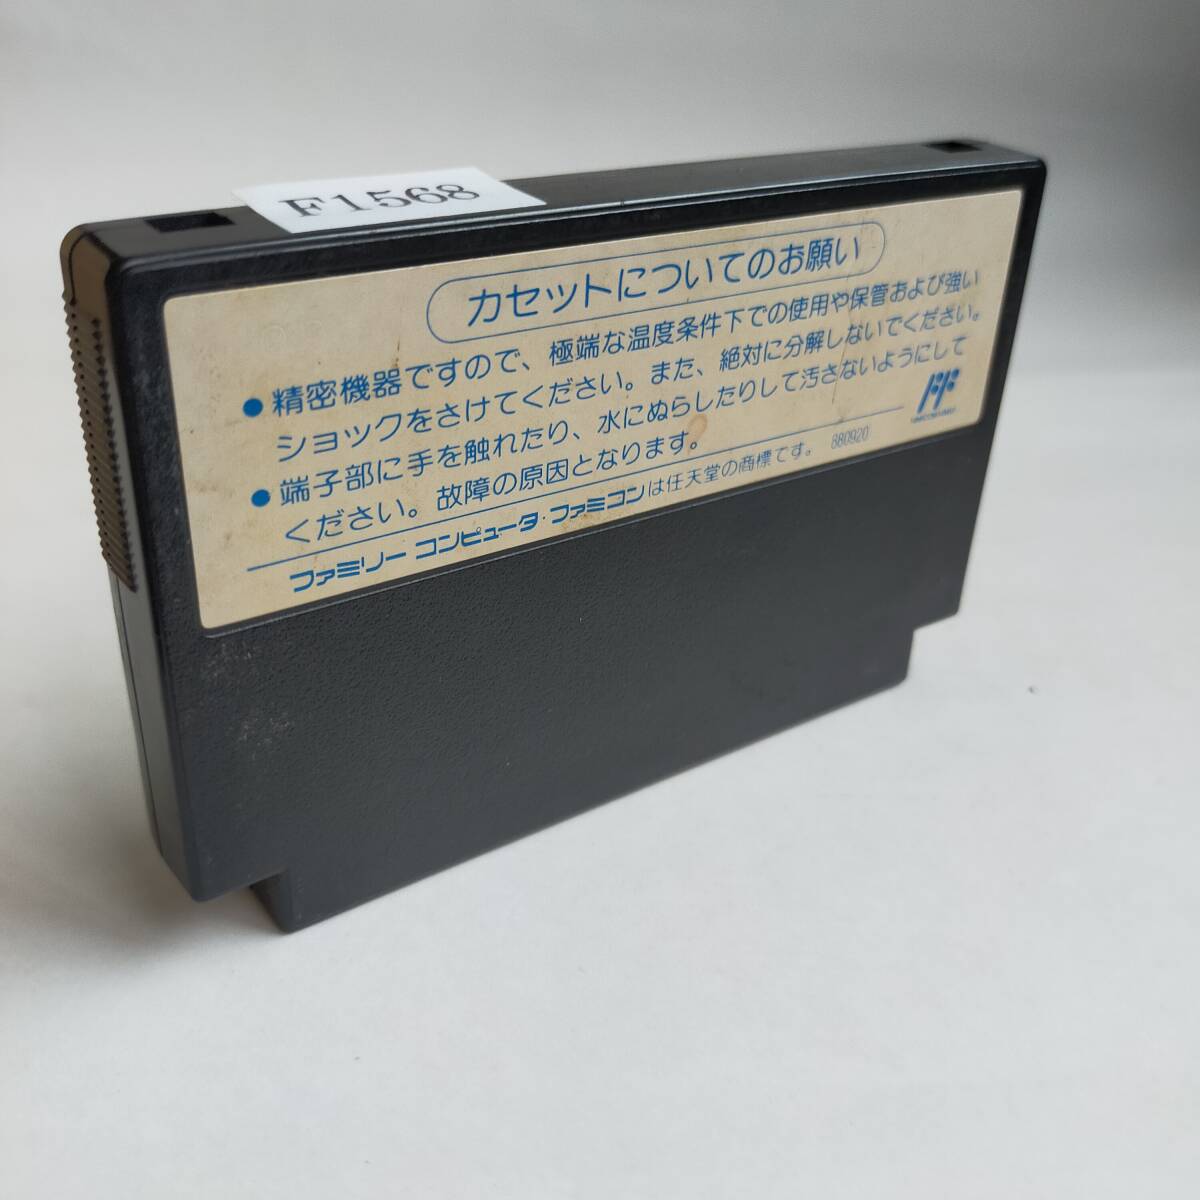 F1568
カセットについてのお願い
● 精密機器ですので、極端な温度条件下での使用や保管および強い
ショックをさけてください。また、絶対に分解しないでください。
● 端子部に手を触れたり、水にぬらしたりして汚さないようにして
ください。故障の原因となります。
ファミリー コンピュータ・ファミコンは任天堂の商標です。 880920